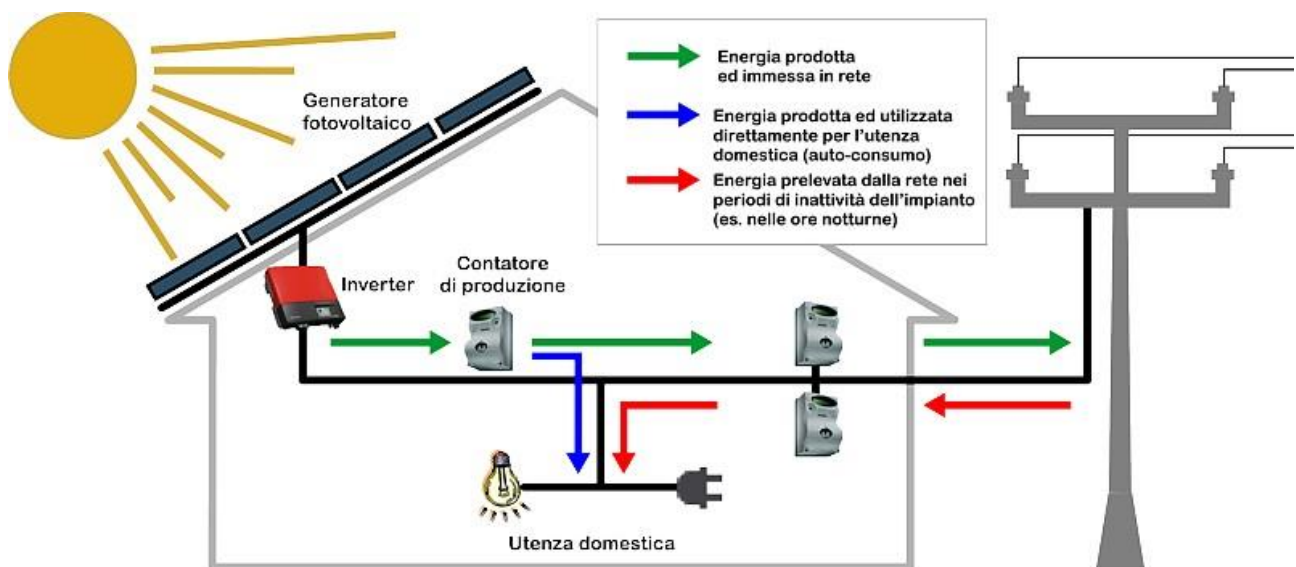 Generatore
fotovoltaico
Energia prodotta
ed immessa in rete
Energia prodotta ed utilizzata
direttamente per l'utenza
domestica (auto-consumo)
Energia prelevata dalla rete nei
periodi di inattività dell'impianto
(es. nelle ore notturne)
Inverter
Contatore
di produzione
Utenza domestica